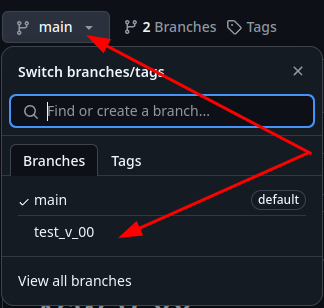 main 2 Branches Tags
Switch branches/tags
Find or create a branch...
Branches Tags
main default
test_v_00
View all branches